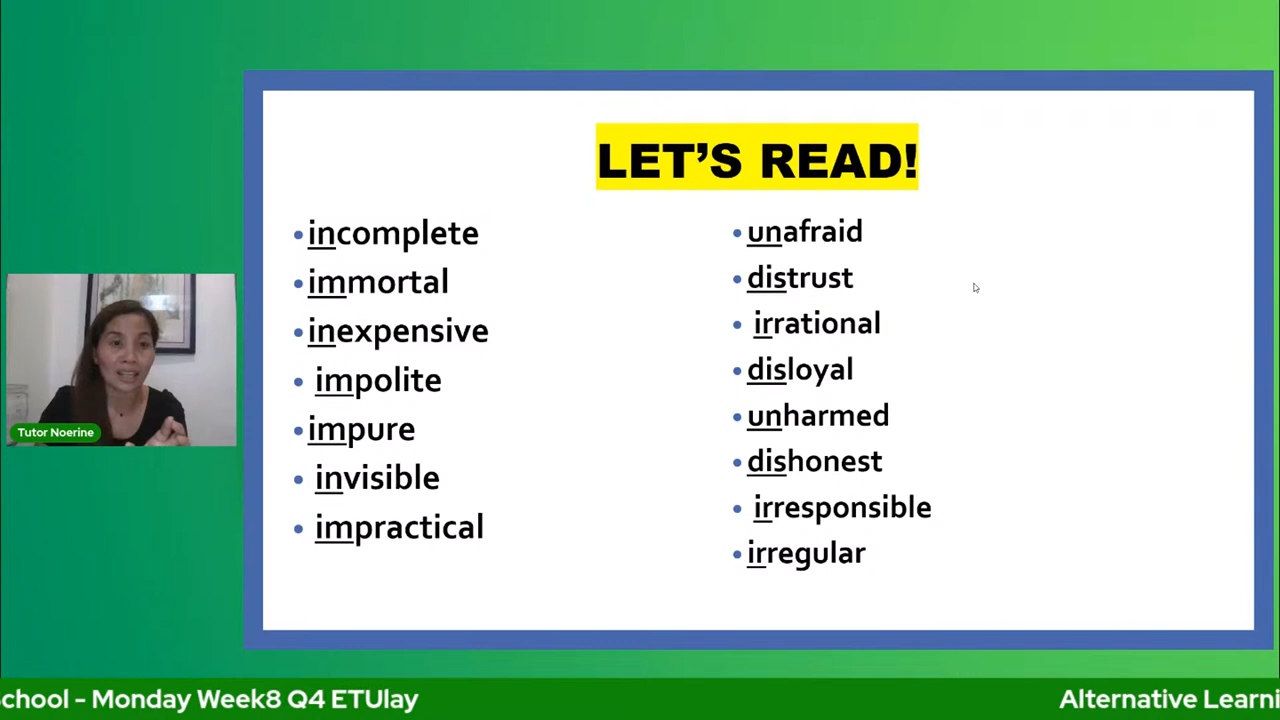 LET'S READ!
• incomplete
• immortal
• inexpensive
• impolite
• impure
• invisible
• impractical
• unafraid
• distrust
• irrational
• disloyal
• unharmed
• dishonest
• irresponsible
• irregular
Tutor Noerine
School - Monday Week8 Q4 ETUlay
Alternative Learni